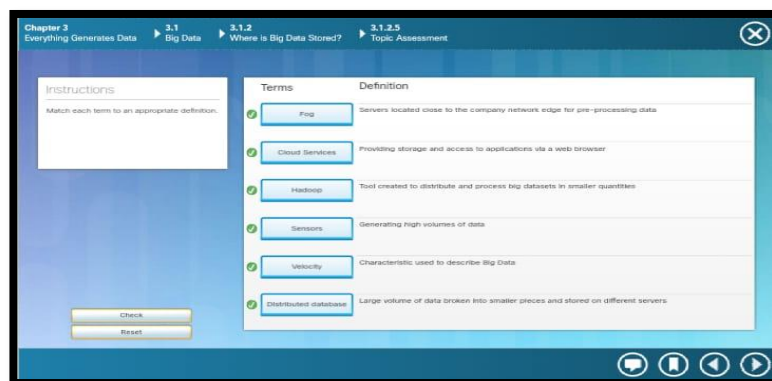 Chapter 3
Everything Generates Data
3.1
Big Data
3.1.2
Where is Big Data Stored?
3.1.2.5
Topic Assessment
Instructions
Match each term to an appropriate definition.
Terms
Definition
Fog
Servers located close to the company network edge for pre-processing data
Cloud Services
Providing storage and access to applications via a web browser
Hadoop
Tool created to distribute and process big datasets in smaller quantities
Sensors
Generating high volumes of data
Velocity
Characteristic used to describe Big Data
Distributed database
Large volume of data broken into smaller pieces and stored on different servers
Check
Reset